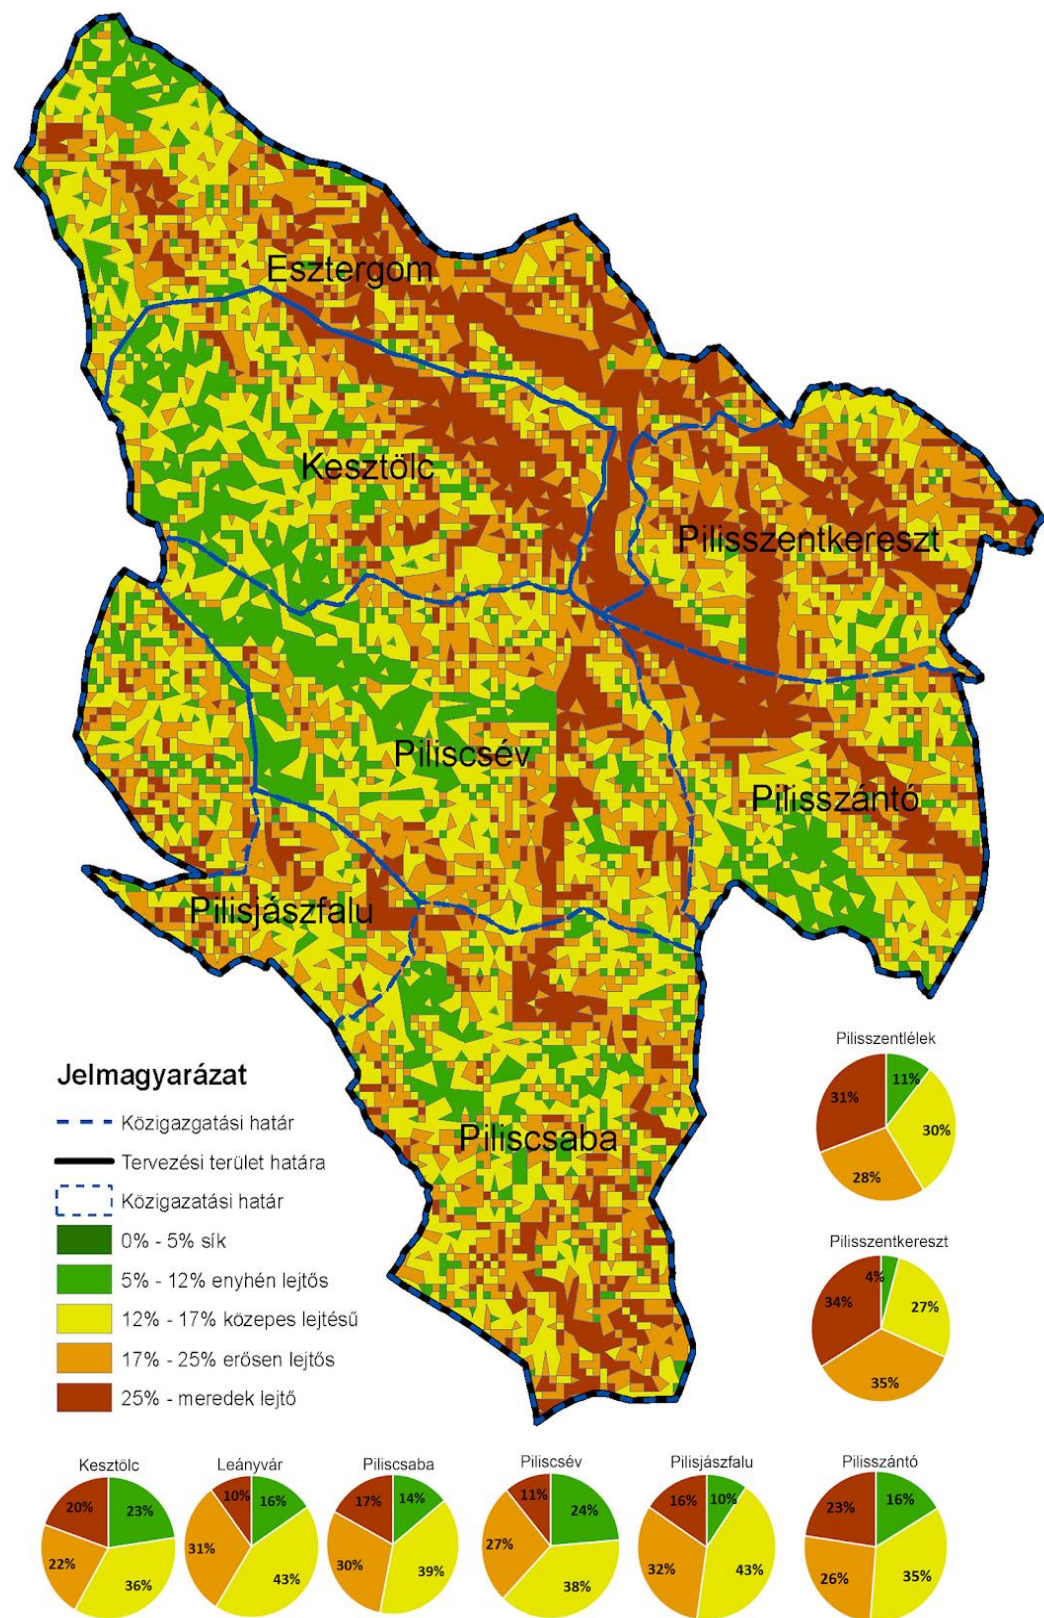 Esztergom
Kesztölc
Pilisszentkereszt
Piliscsév
Pilisszántó
Pilisjászfalu
Piliscsaba
Jelmagyarázat
Közigazgatási határ
Tervezési terület határa
Közigazatási határ
0% - 5% sík
5% - 12% enyhén lejtős
12% - 17% közepes lejtésű
17% - 25% erősen lejtős
25% - meredek lejtő
Pilisszentlélek
31%
11%
30%
28%
Pilisszentkereszt
4%
34%
27%
35%
Kesztölc
20%
23%
22%
36%
Leányvár
10%
16%
31%
43%
Piliscsaba
17%
14%
30%
39%
Piliscsév
11%
24%
27%
38%
Pilisjászfalu
16%
10%
32%
43%
Pilisszántó
23%
16%
26%
35%